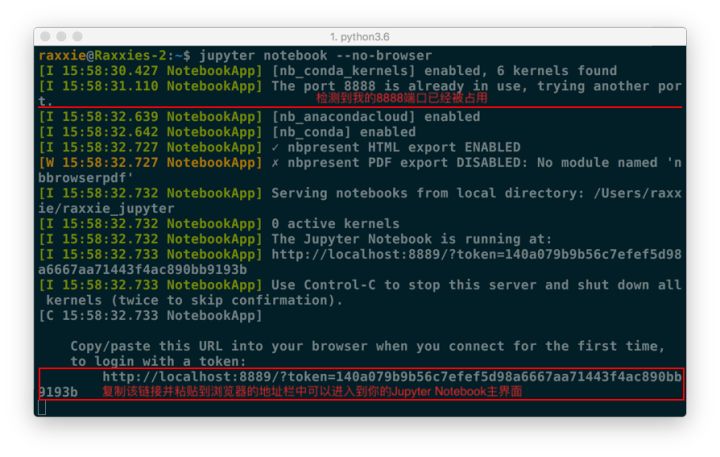 1. python3.6
raxxie@Raxxies-2:~$ jupyter notebook --no-browser
[I 15:58:30.427 NotebookApp] [nb_conda_kernels] enabled, 6 kernels found
[I 15:58:31.110 NotebookApp] The port 8888 is already in use, trying another por
t.
检测到我的8888端口已经被占用
[I 15:58:32.639 NotebookApp] [nb_anacondacloud] enabled
[I 15:58:32.642 NotebookApp] [nb_conda] enabled
[I 15:58:32.727 NotebookApp] ✓ nbpresent HTML export ENABLED
[W 15:58:32.727 NotebookApp] ✗ nbpresent PDF export DISABLED: No module named 'n
bbrowserpdf'
[I 15:58:32.732 NotebookApp] Serving notebooks from local directory: /Users/raxx
ie/raxxie_jupyter
[I 15:58:32.732 NotebookApp] 0 active kernels
[I 15:58:32.732 NotebookApp] The Jupyter Notebook is running at:
[I 15:58:32.733 NotebookApp] http://localhost:8889/?token=140a079b9b56c7efef5d98
a6667aa71443f4ac890bb9193b
[I 15:58:32.733 NotebookApp] Use Control-C to stop this server and shut down all
kernels (twice to skip confirmation).
[C 15:58:32.733 NotebookApp]
Copy/paste this URL into your browser when you connect for the first time,
to login with a token:
http://localhost:8889/?token=140a079b9b56c7efef5d98a6667aa71443f4ac890bb
9193b
复制该链接并粘贴到浏览器的地址栏中可以进入到你的Jupyter Notebook主界面